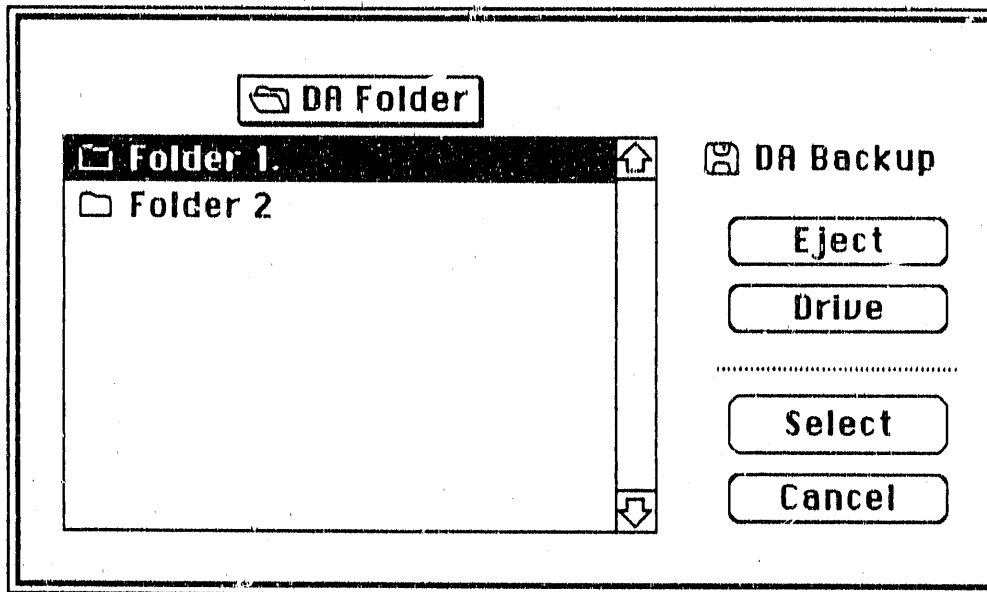 DA Folder
Folder 1.
Folder 2
DA Backup
Eject
Drive
Select
Cancel